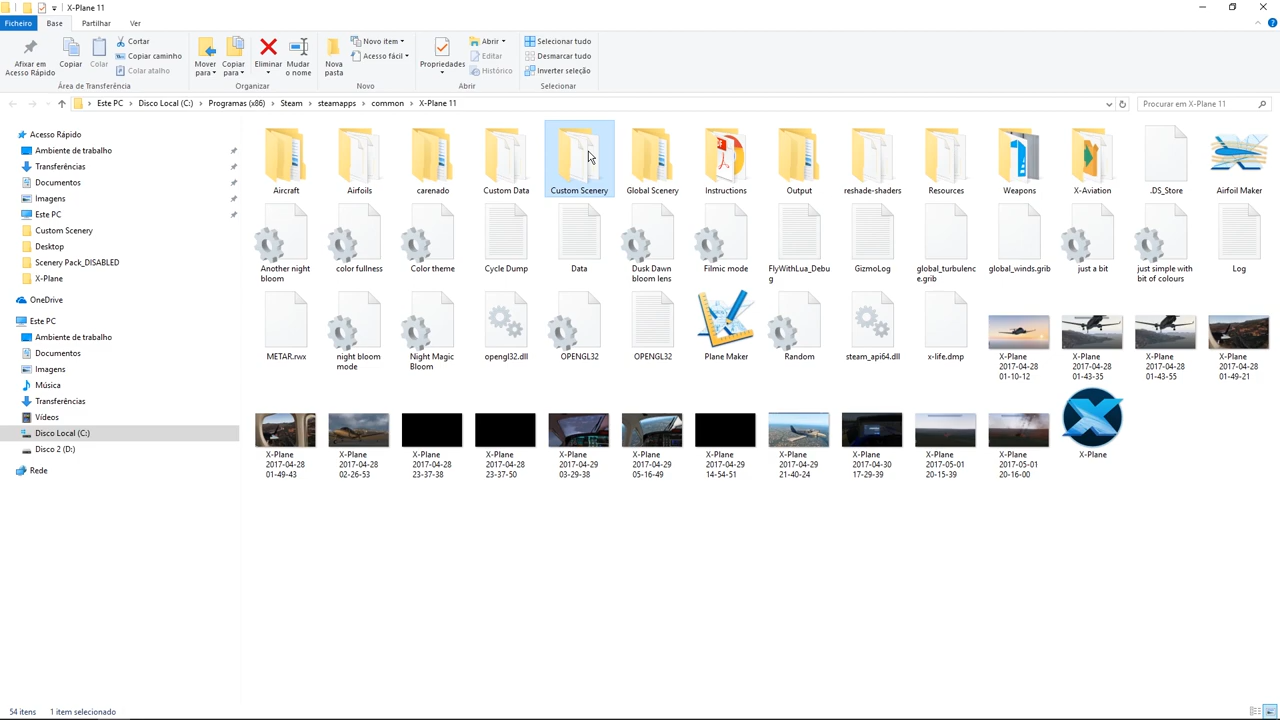 X-Plane 11
Ficheiro Base Partilhar Ver
Afixar em
Acesso Rápido
Copiar
Colar
Cortar
Copiar caminho
Colar atalho
Área de Transferência
Mover
para
Copiar
para
Eliminar
Mudar
o nome
Organizar
Nova
pasta
Novo item
Acesso fácil
Novo
Propriedades
Abrir
Editar
Histórico
Abrir
Selecionar tudo
Desmarcar tudo
Inverter seleção
Selecionar
Este PC > Disco Local (C:) > Programas (x86) > Steam > steamapps > common > X-Plane 11
Procurar em X-Plane 11
Acesso Rápido
Ambiente de trabalho
Transferências
Documentos
Imagens
Este PC
Custom Scenery
Desktop
Scenery Pack_DISABLED
X-Plane
OneDrive
Este PC
Ambiente de trabalho
Documentos
Imagens
Música
Transferências
Vídeos
Disco Local (C:)
Disco 2 (D:)
Rede
Aircraft
Airfoils
carenado
Custom Data
Custom Scenery
Global Scenery
Instructions
Output
reshade-shaders
Resources
Weapons
X-Aviation
.DS_Store
Airfoil Maker
Another night
bloom
color fullness
Color theme
Cycle Dump
Data
Dusk Dawn
bloom lens
Filmic mode
FlyWithLua_Debu
g
GizmoLog
global_turbulenc
e.grib
global_winds.grib
just a bit
just simple with
bit of colours
Log
METAR.rwx
night bloom
mode
Night Magic
Bloom
opengl32.dll
OPENGL32
OPENGL32
Plane Maker
Random
steam_api64.dll
x-life.dmp
X-Plane
2017-04-28
01-10-12
X-Plane
2017-04-28
01-43-35
X-Plane
2017-04-28
01-43-55
X-Plane
2017-04-28
01-49-21
X-Plane
2017-04-28
01-49-43
X-Plane
2017-04-28
02-26-53
X-Plane
2017-04-28
23-37-38
X-Plane
2017-04-28
23-37-50
X-Plane
2017-04-29
03-29-38
X-Plane
2017-04-29
05-16-49
X-Plane
2017-04-29
14-54-51
X-Plane
2017-04-29
21-40-24
X-Plane
2017-04-30
17-29-39
X-Plane
2017-05-01
20-15-39
X-Plane
2017-05-01
20-16-00
X-Plane
54 itens 1 item selecionado